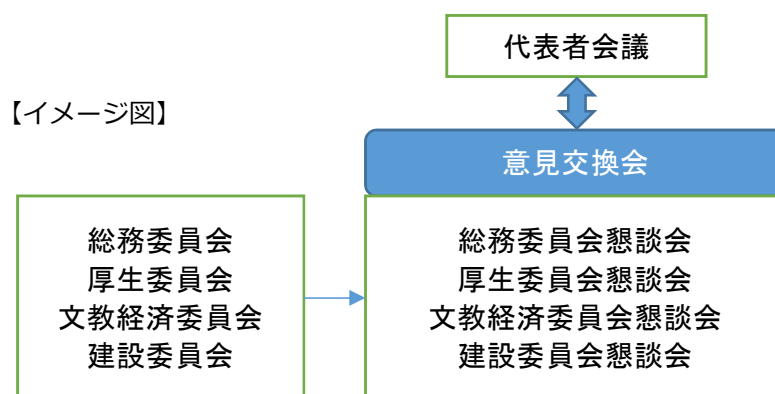 代表者会議
【イメージ図】
意見交換会
総務委員会
厚生委員会
文教経済委員会
建設委員会
総務委員会懇談会
厚生委員会懇談会
文教経済委員会懇談会
建設委員会懇談会